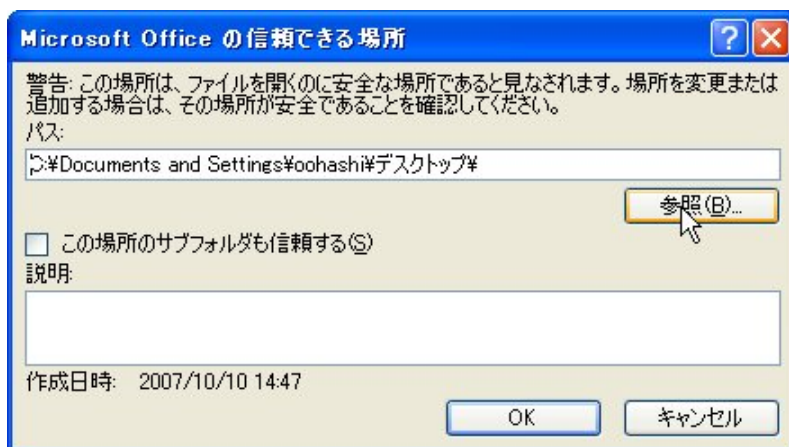 Microsoft Office の信頼できる場所
警告: この場所は、ファイルを開くのに安全な場所であると見なされます。場所を変更または
追加する場合は、その場所が安全であることを確認してください。
パス:
C:¥Documents and Settings¥oohashi¥デスクトップ¥
参照(B)...
この場所のサブフォルダも信頼する(S)
説明:
作成日時: 2007/10/10 14:47
OK キャンセル